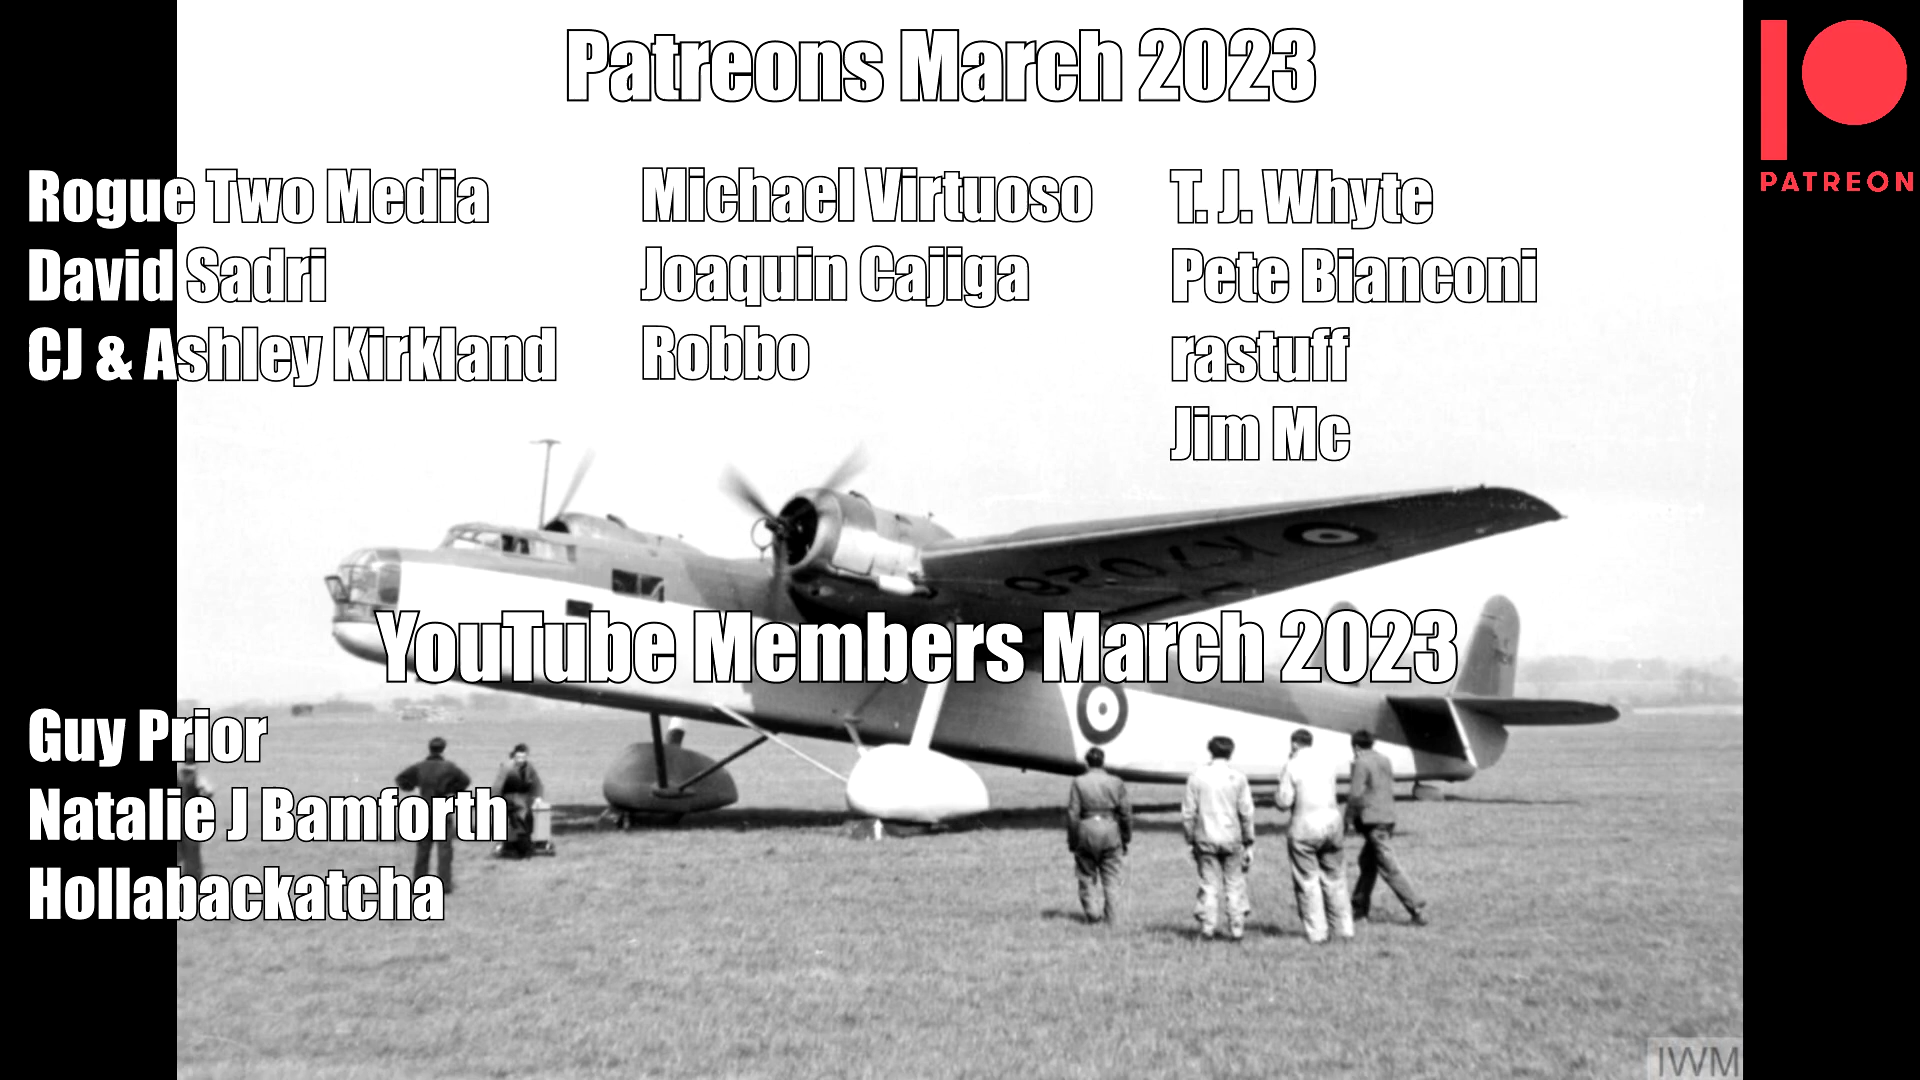 Patreons March 2023
PATREON
Rogue Two Media
David Sadri
CJ & Ashley Kirkland
Michael Virtuoso
Joaquin Cajiga
Robbo
T. J. Whyte
Pete Bianconi
rastuff
Jim Mc
K7028
YouTube Members March 2023
Guy Prior
Natalie J Bamforth
Hollabackatcha
IWM